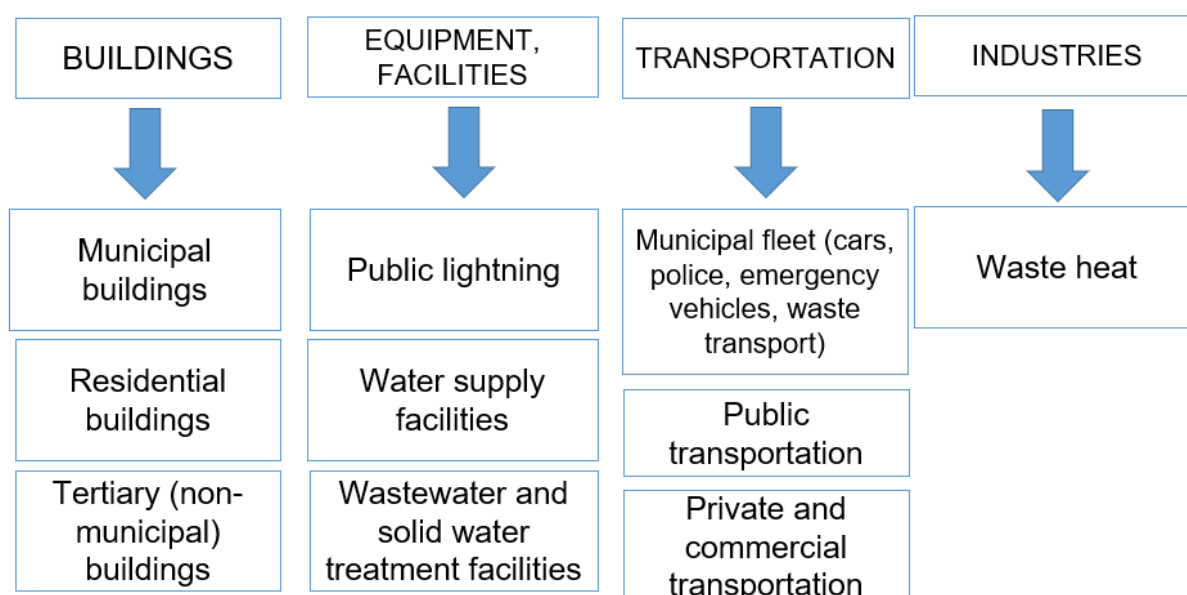 BUILDINGS
EQUIPMENT,
FACILITIES
TRANSPORTATION
INDUSTRIES
Municipal
buildings
Residential
buildings
Tertiary (non-
municipal)
buildings
Public lightning
Water supply
facilities
Wastewater and
solid water
treatment facilities
Municipal fleet (cars,
police, emergency
vehicles, waste
transport)
Public
transportation
Private and
commercial
transportation
Waste heat